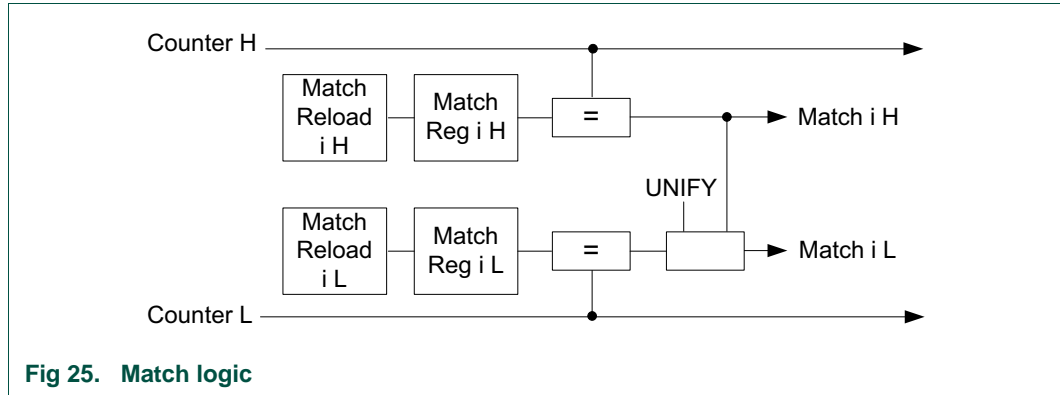 Counter H
Match
Reload
i H
Match
Reg i H
=
Match i H
UNIFY
Match
Reload
i L
Match
Reg i L
=
Match i L
Counter L
Fig 25. Match logic